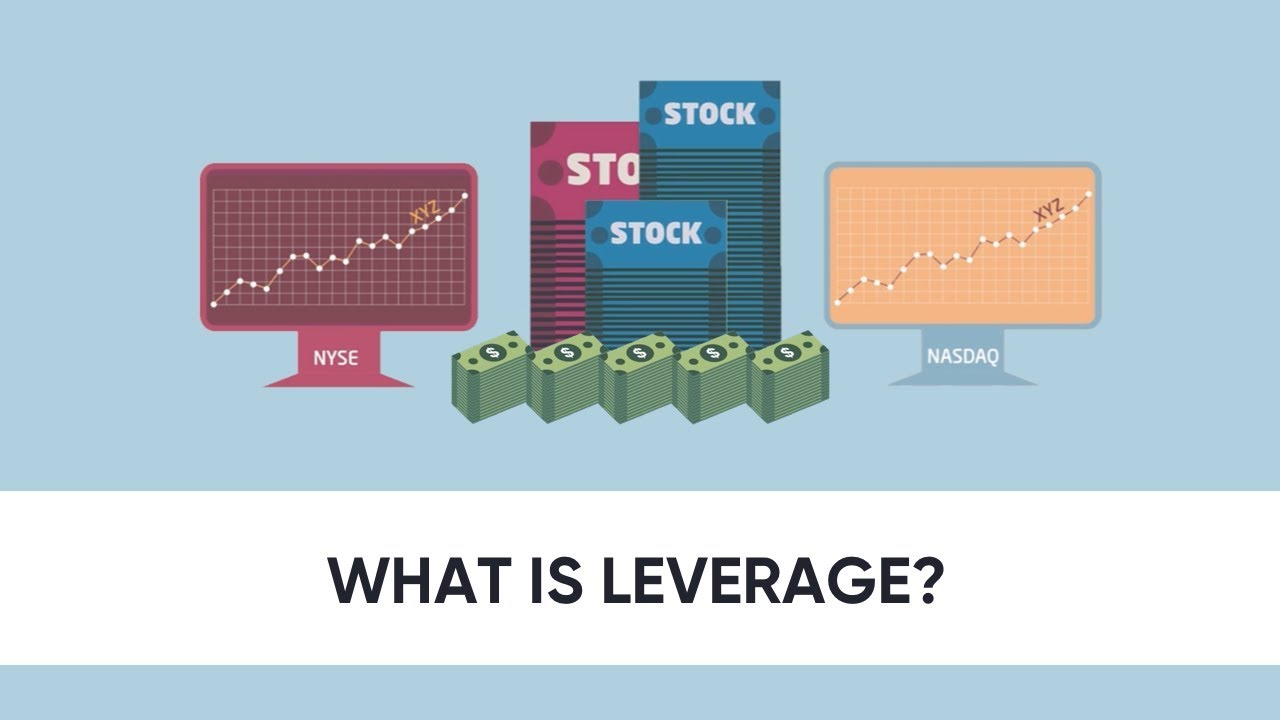 STOCK
STO
STOCK
XYZ
XYZ
NYSE
NASDAQ
$ $ $ $ $
WHAT IS LEVERAGE?